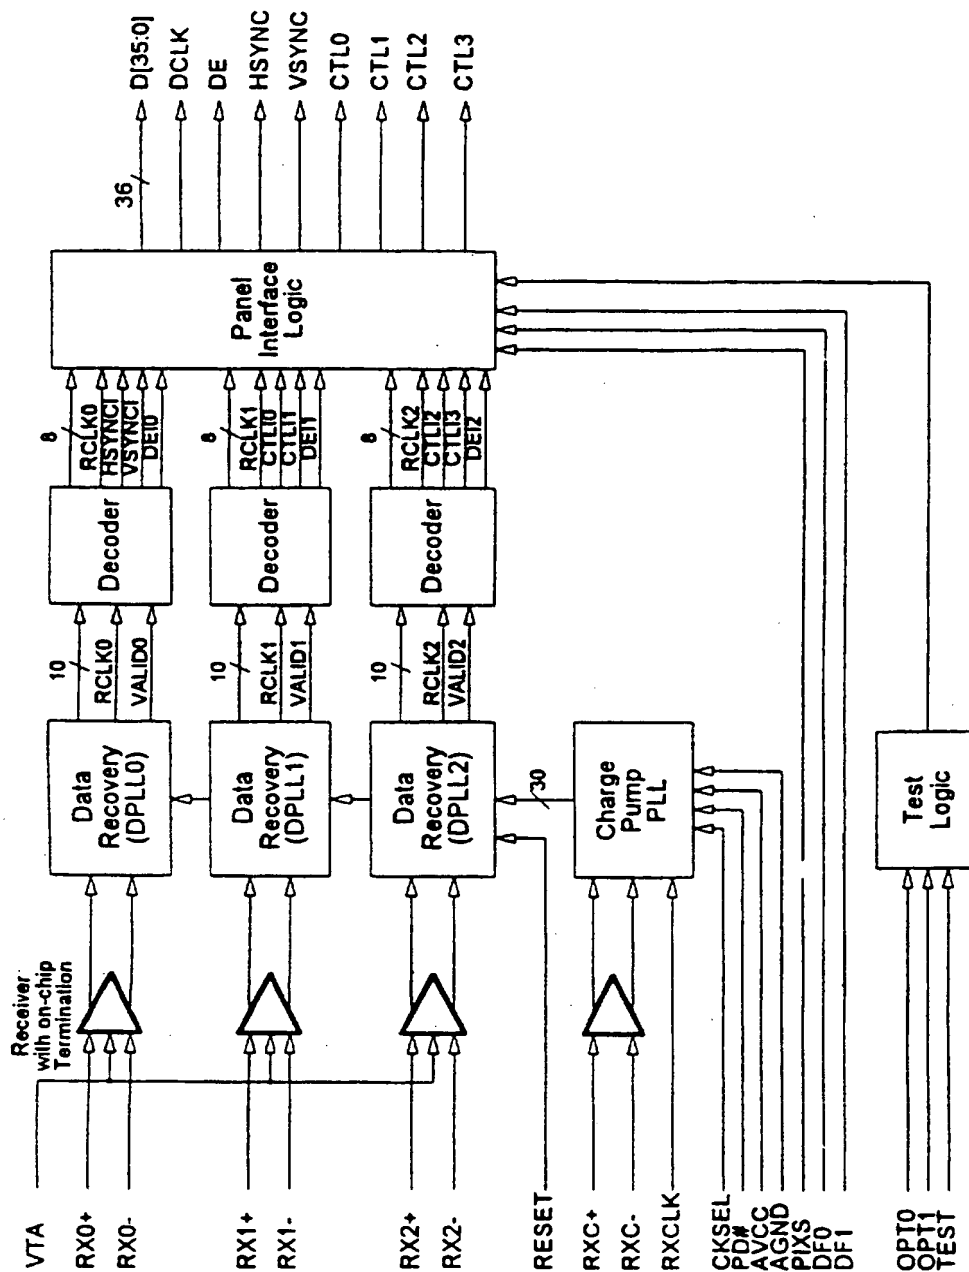 VTA
RX0+
RX0-
RX1+
RX1-
RX2+
RX2-
RESET
RXC+
RXC-
RXCLK
CKSEL
PD#
AVCC
AGND
PIXS
DF0
DF1
OPT0
OPT1
TEST
Receiver
with on-chip
Termination
Data
Recovery
(DPLL0)
Data
Recovery
(DPLL1)
Data
Recovery
(DPLL2)
30
Charge
Pump
PLL
Test
Logic
10
RCLK0
VALID0
10
RCLK1
VALID1
10
RCLK2
VALID2
Decoder
Decoder
Decoder
8
RCLK0
HSYNCI
VSYNCI
DEI0
8
RCLK1
CTLI0
CTLI1
DEI1
8
RCLK2
CTLI2
CTLI3
DEI2
Panel
Interface
Logic
36
D[35:0]
DCLK
DE
HSYNC
VSYNC
CTL0
CTL1
CTL2
CTL3